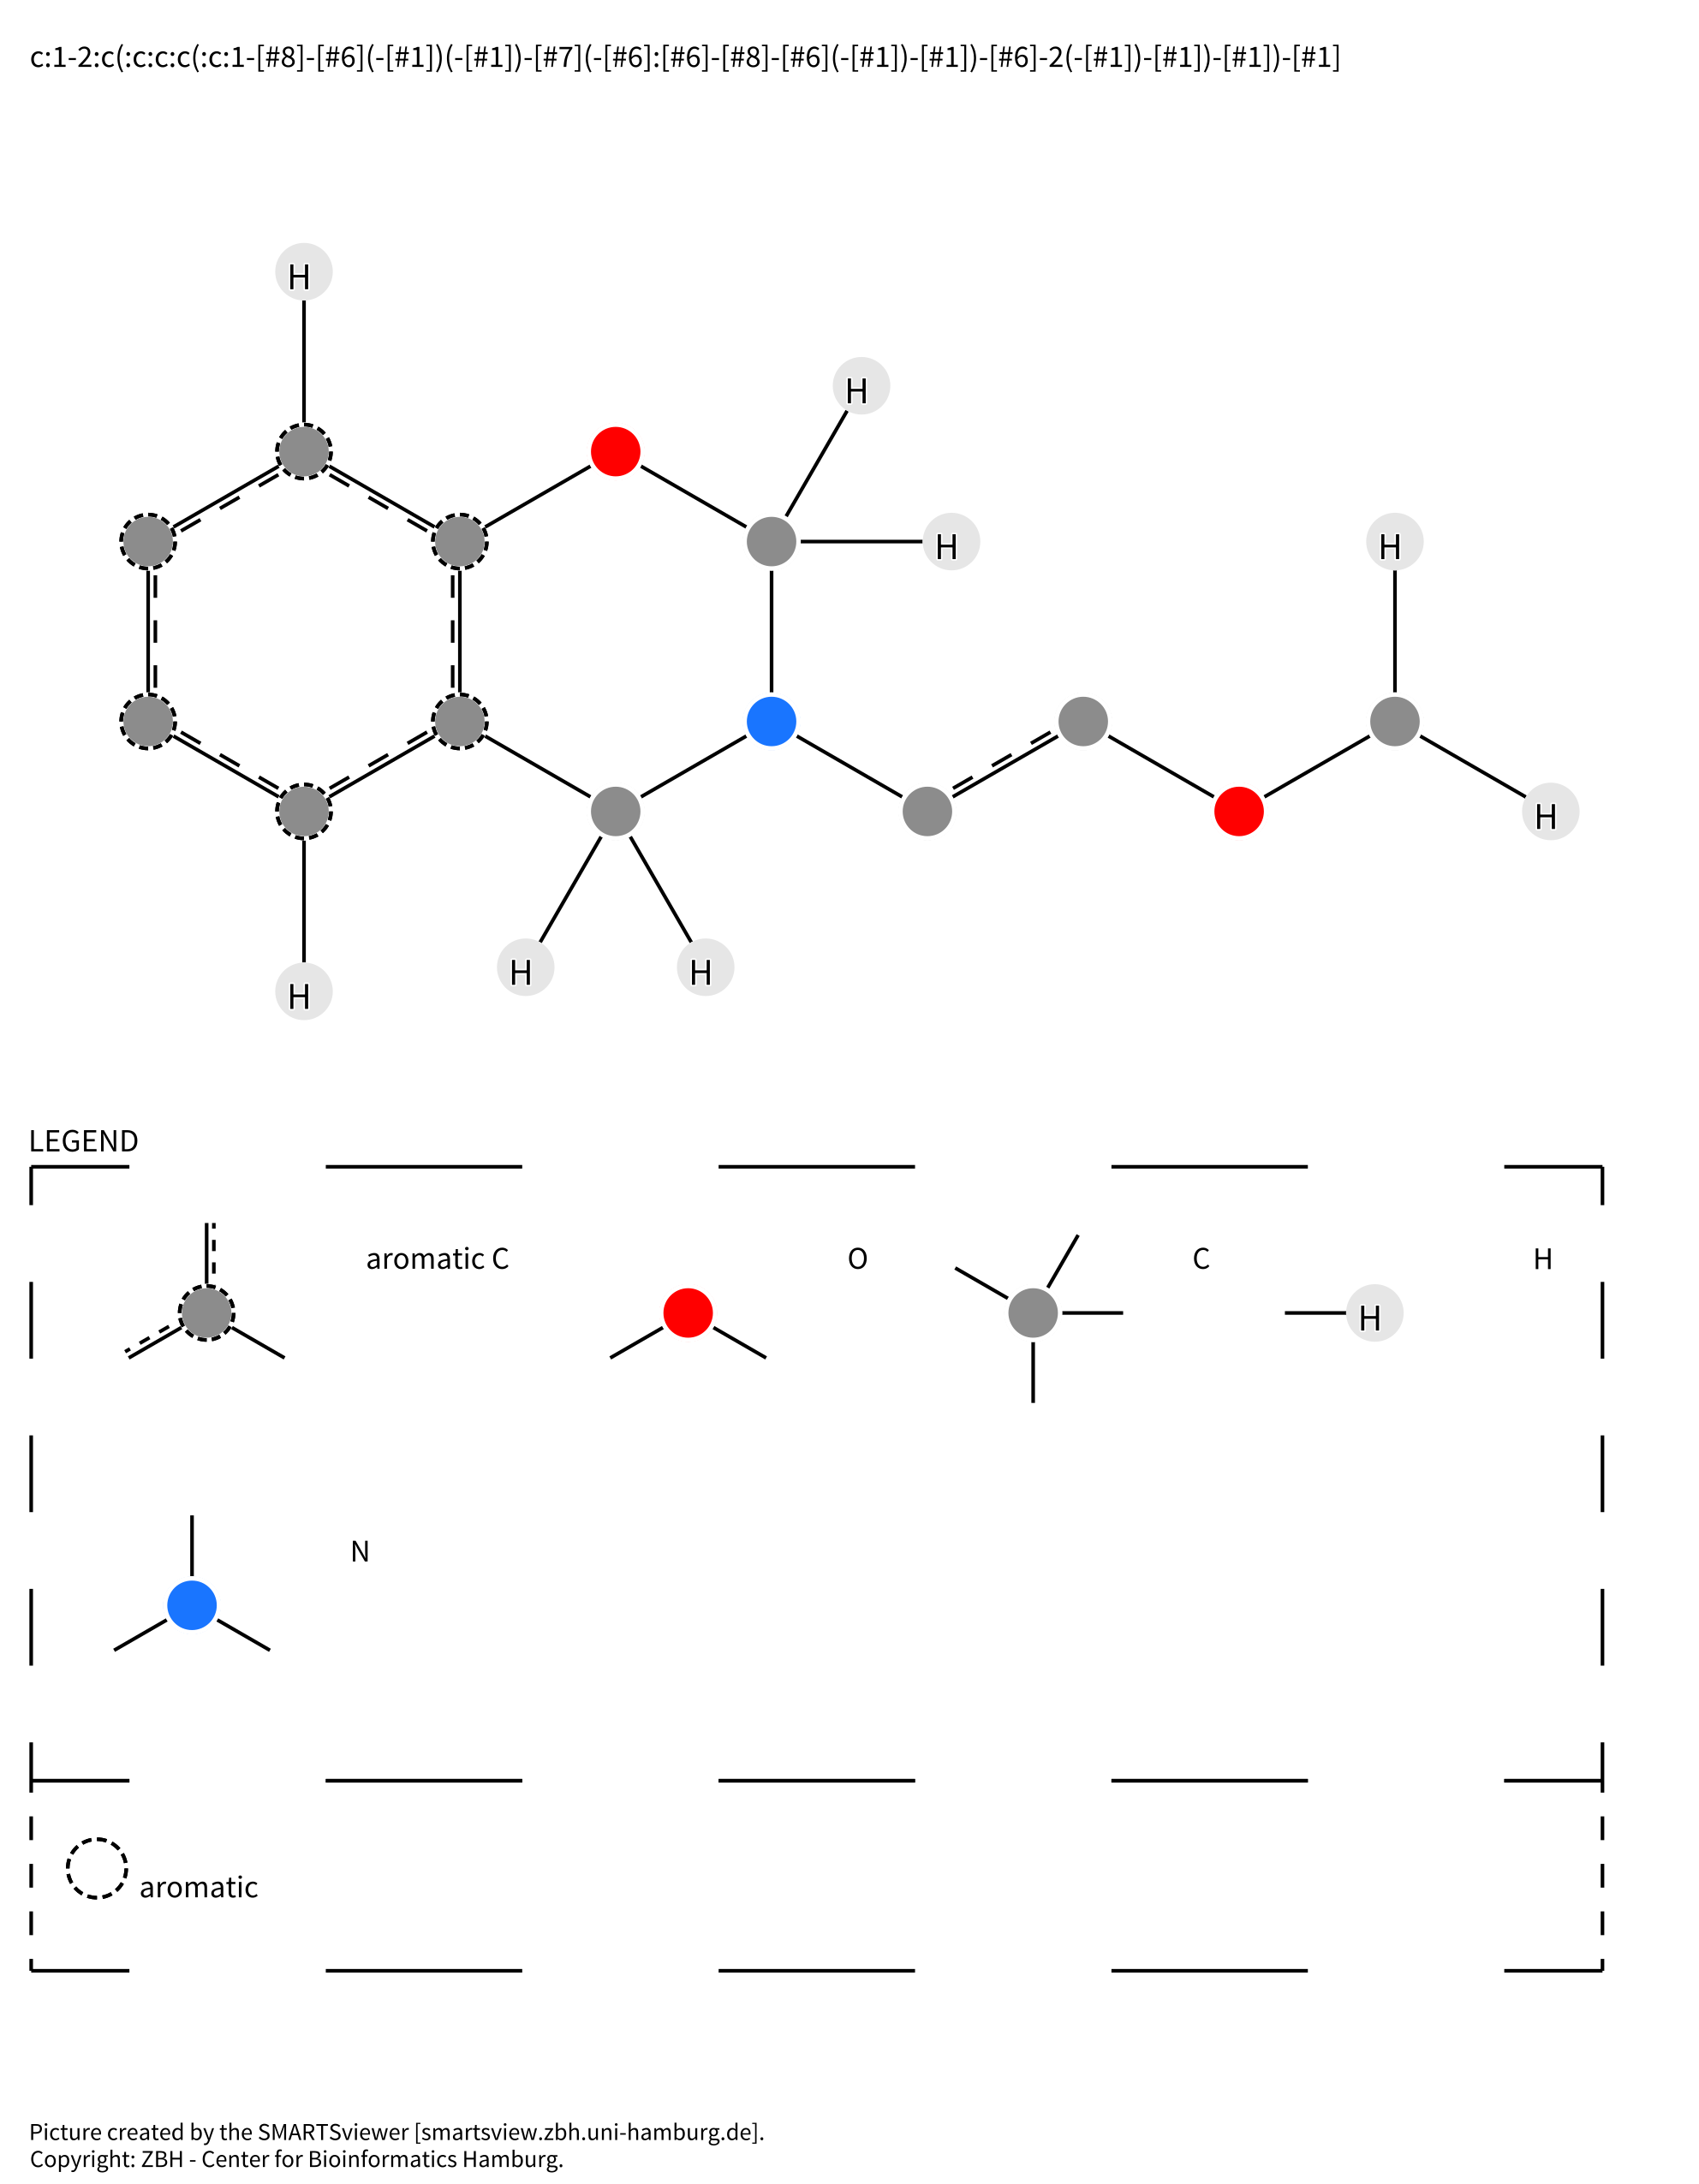 c:1-2:c(:c:c:c(:c:1-[#8]-[#6](-[#1])(-[#1])-[#7](-[#6]:[#6]-[#8]-[#6](-[#1])-[#1])-[#6]-2(-[#1])-[#1])-[#1])-[#1]
H
H
H
H
H
H
H
H
LEGEND
aromatic C
O
C
H
H
N
aromatic
Picture created by the SMARTSviewer [smartsview.zbh.uni-hamburg.de].
Copyright: ZBH - Center for Bioinformatics Hamburg.